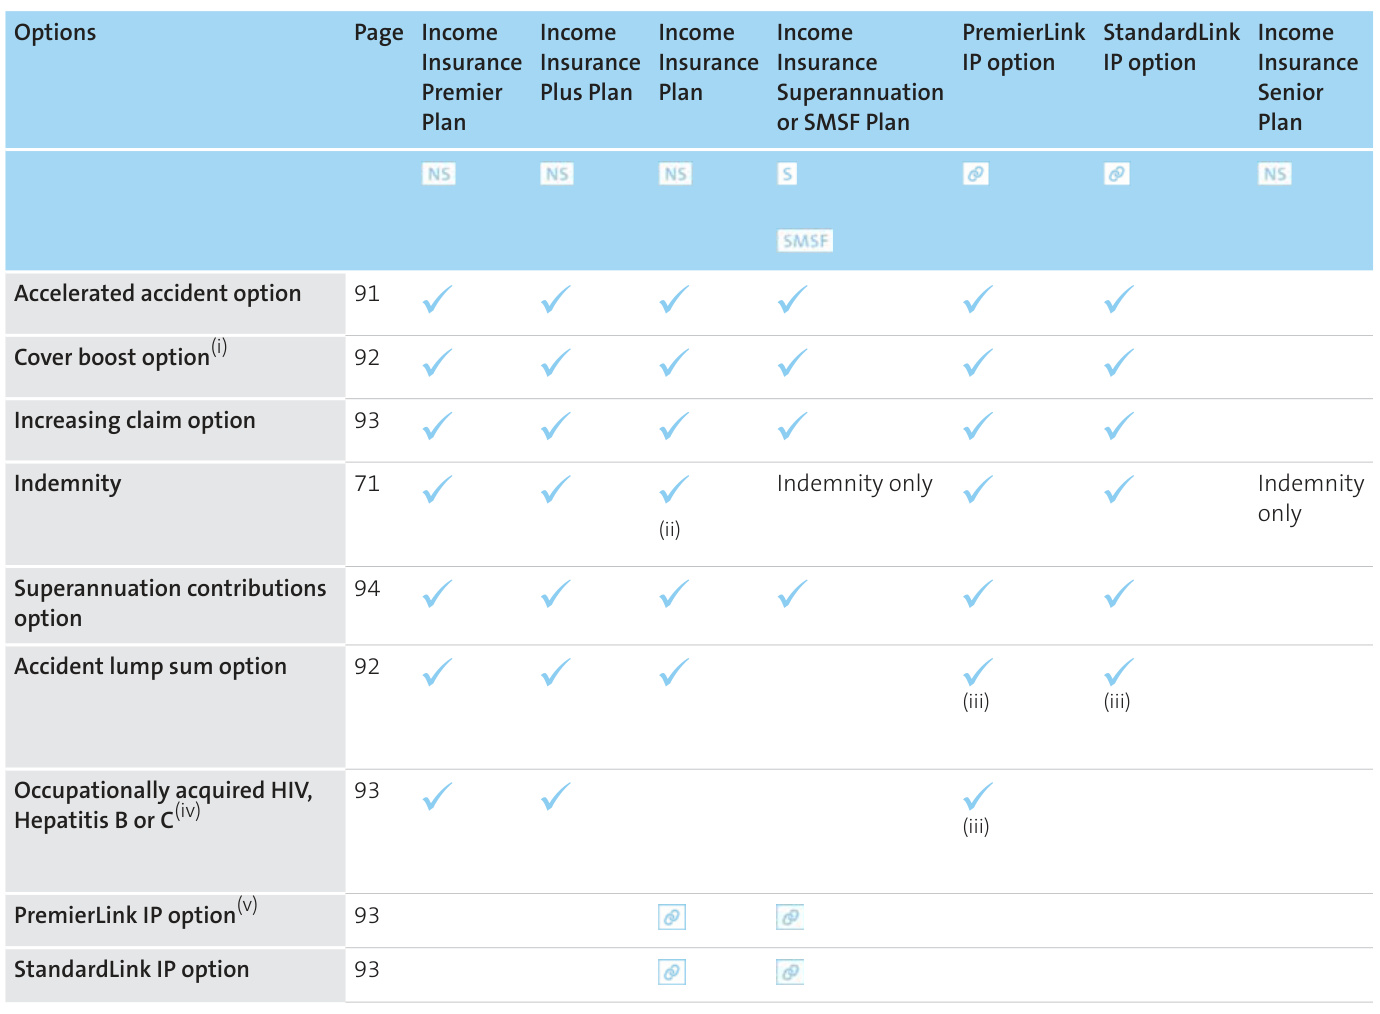 Options Page Income Income Income Income PremierLink StandardLink Income
Insurance Insurance Insurance Insurance IP option IP option Insurance
Premier Plus Plan Plan Superannuation Senior
Plan or SMSF Plan Plan
NS NS NS S NS
SMSF
Accelerated accident option 91
Cover boost option(i) 92
Increasing claim option 93
Indemnity 71 Indemnity only Indemnity
only
(ii)
Superannuation contributions 94
option
Accident lump sum option 92
(iii) (iii)
Occupationally acquired HIV, 93
Hepatitis B or C(iv)
(iii)
PremierLink IP option(v) 93
StandardLink IP option 93